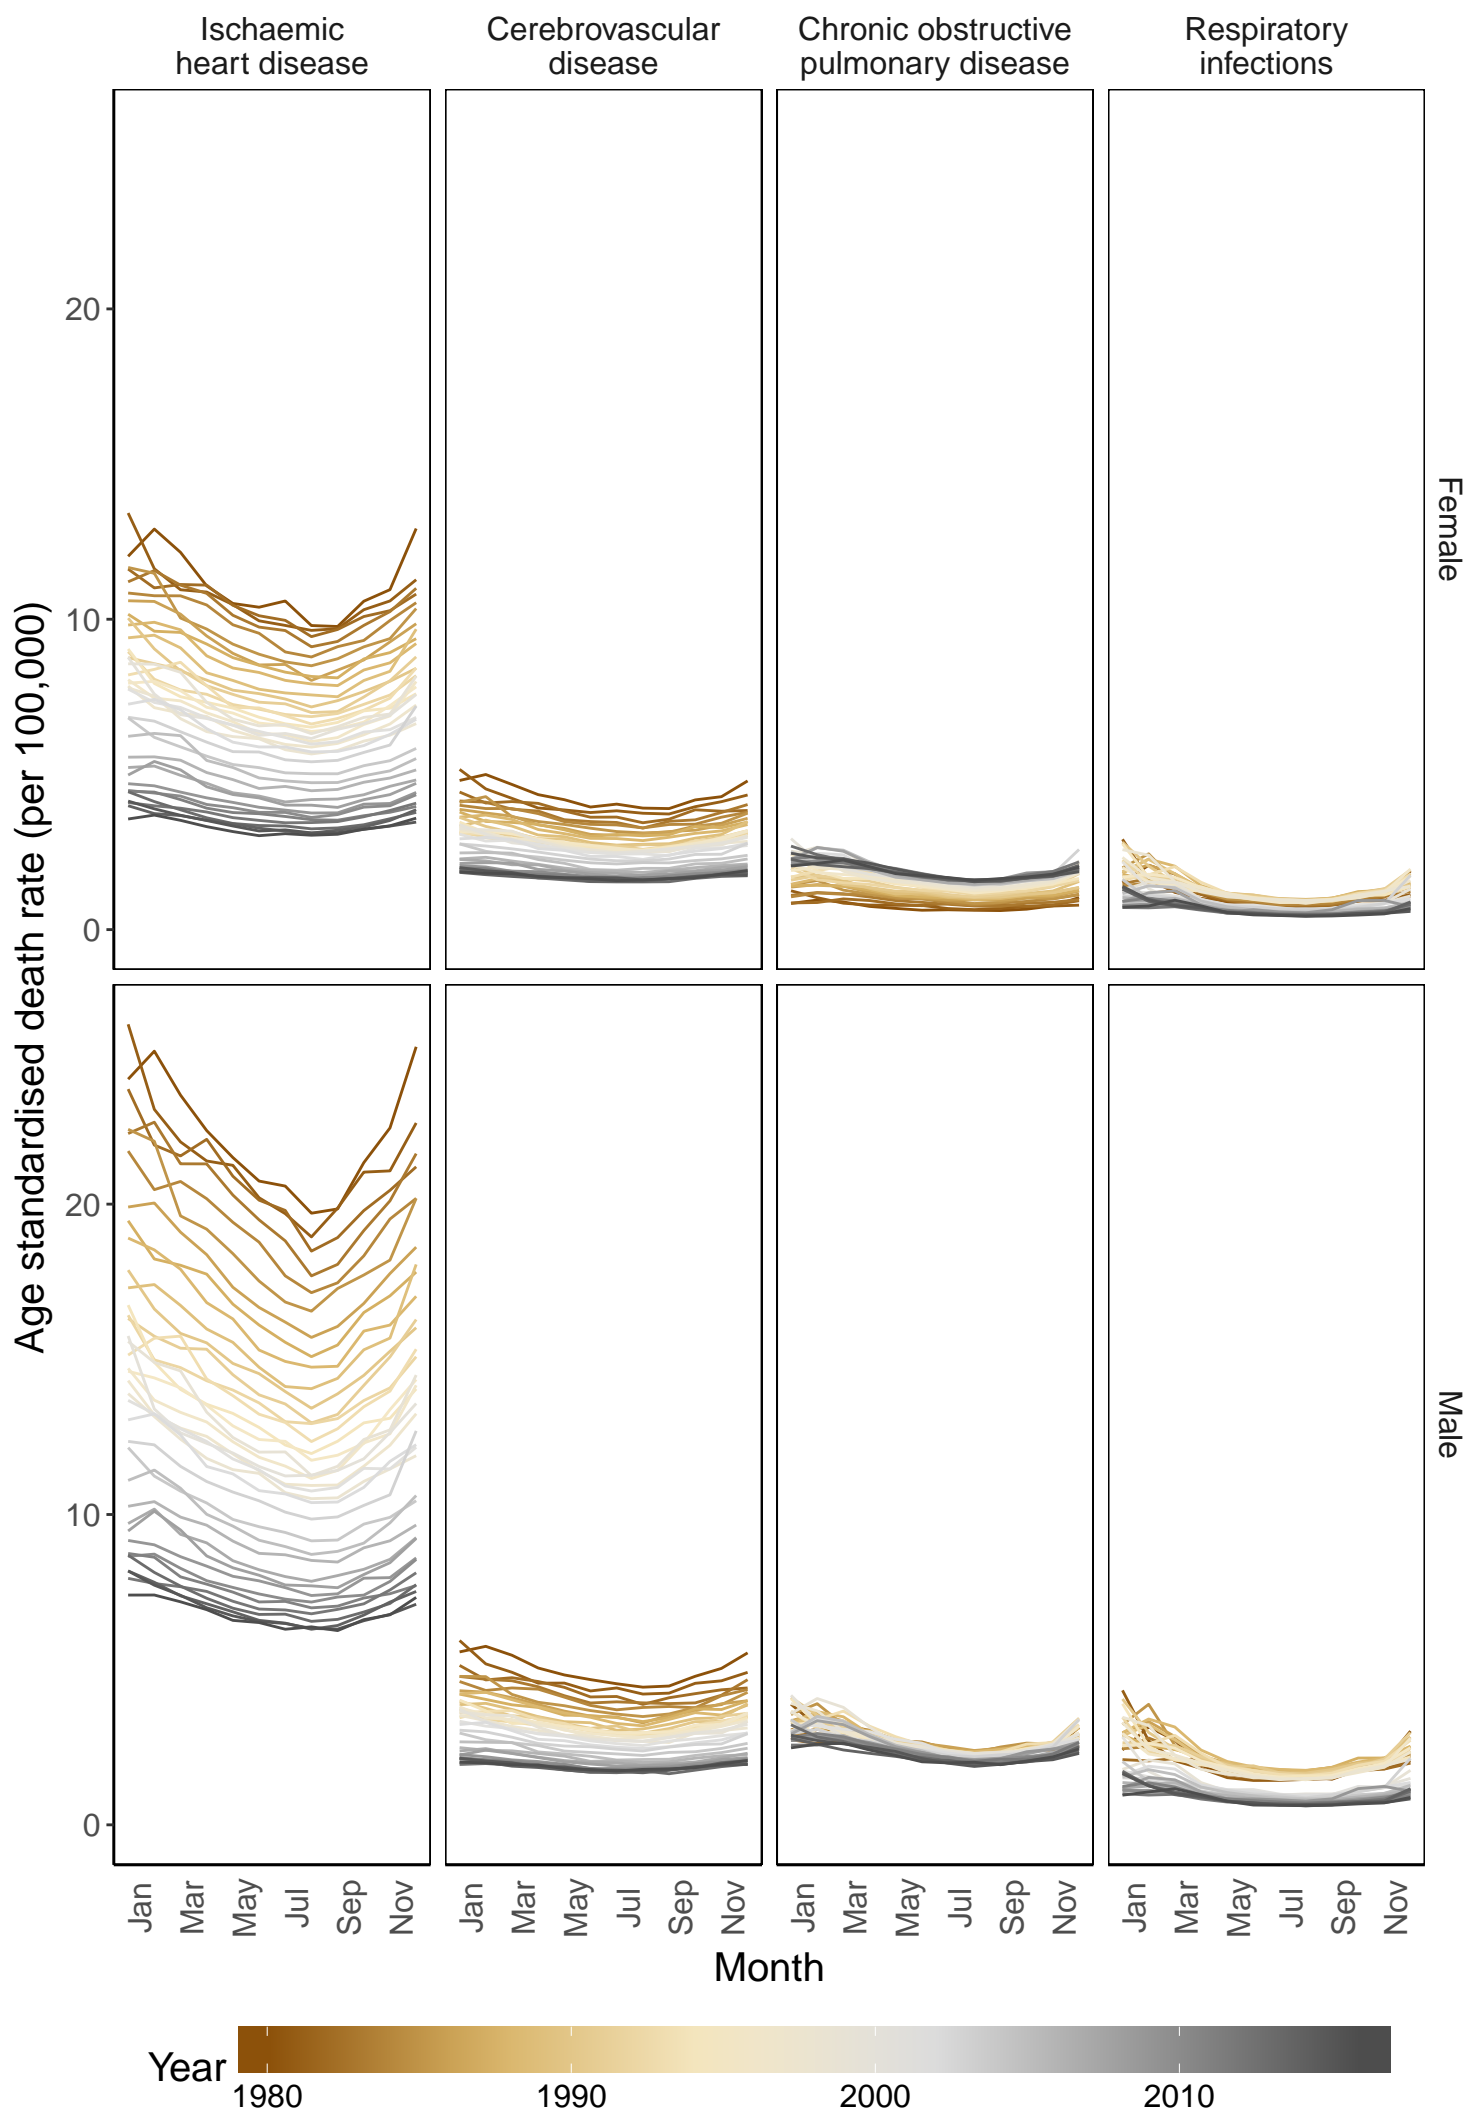 Ischaemic
heart disease
Cerebrovascular
disease
Chronic obstructive
pulmonary disease
Respiratory
infections
20
10
0
Female
20
10
0
Male
Age standardised death rate (per 100,000)
Jan Mar May Jul Sep Nov
Jan Mar May Jul Sep Nov
Jan Mar May Jul Sep Nov
Jan Mar May Jul Sep Nov
Month
Year
1980 1990 2000 2010